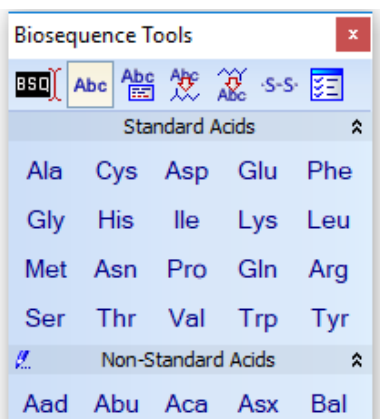 Biosequence Tools x
BSQ Abc Abc Abc Abc -S-S-
Standard Acids
Ala Cys Asp Glu Phe
Gly His Ile Lys Leu
Met Asn Pro Gln Arg
Ser Thr Val Trp Tyr
Non-Standard Acids
Aad Abu Aca Asx Bal